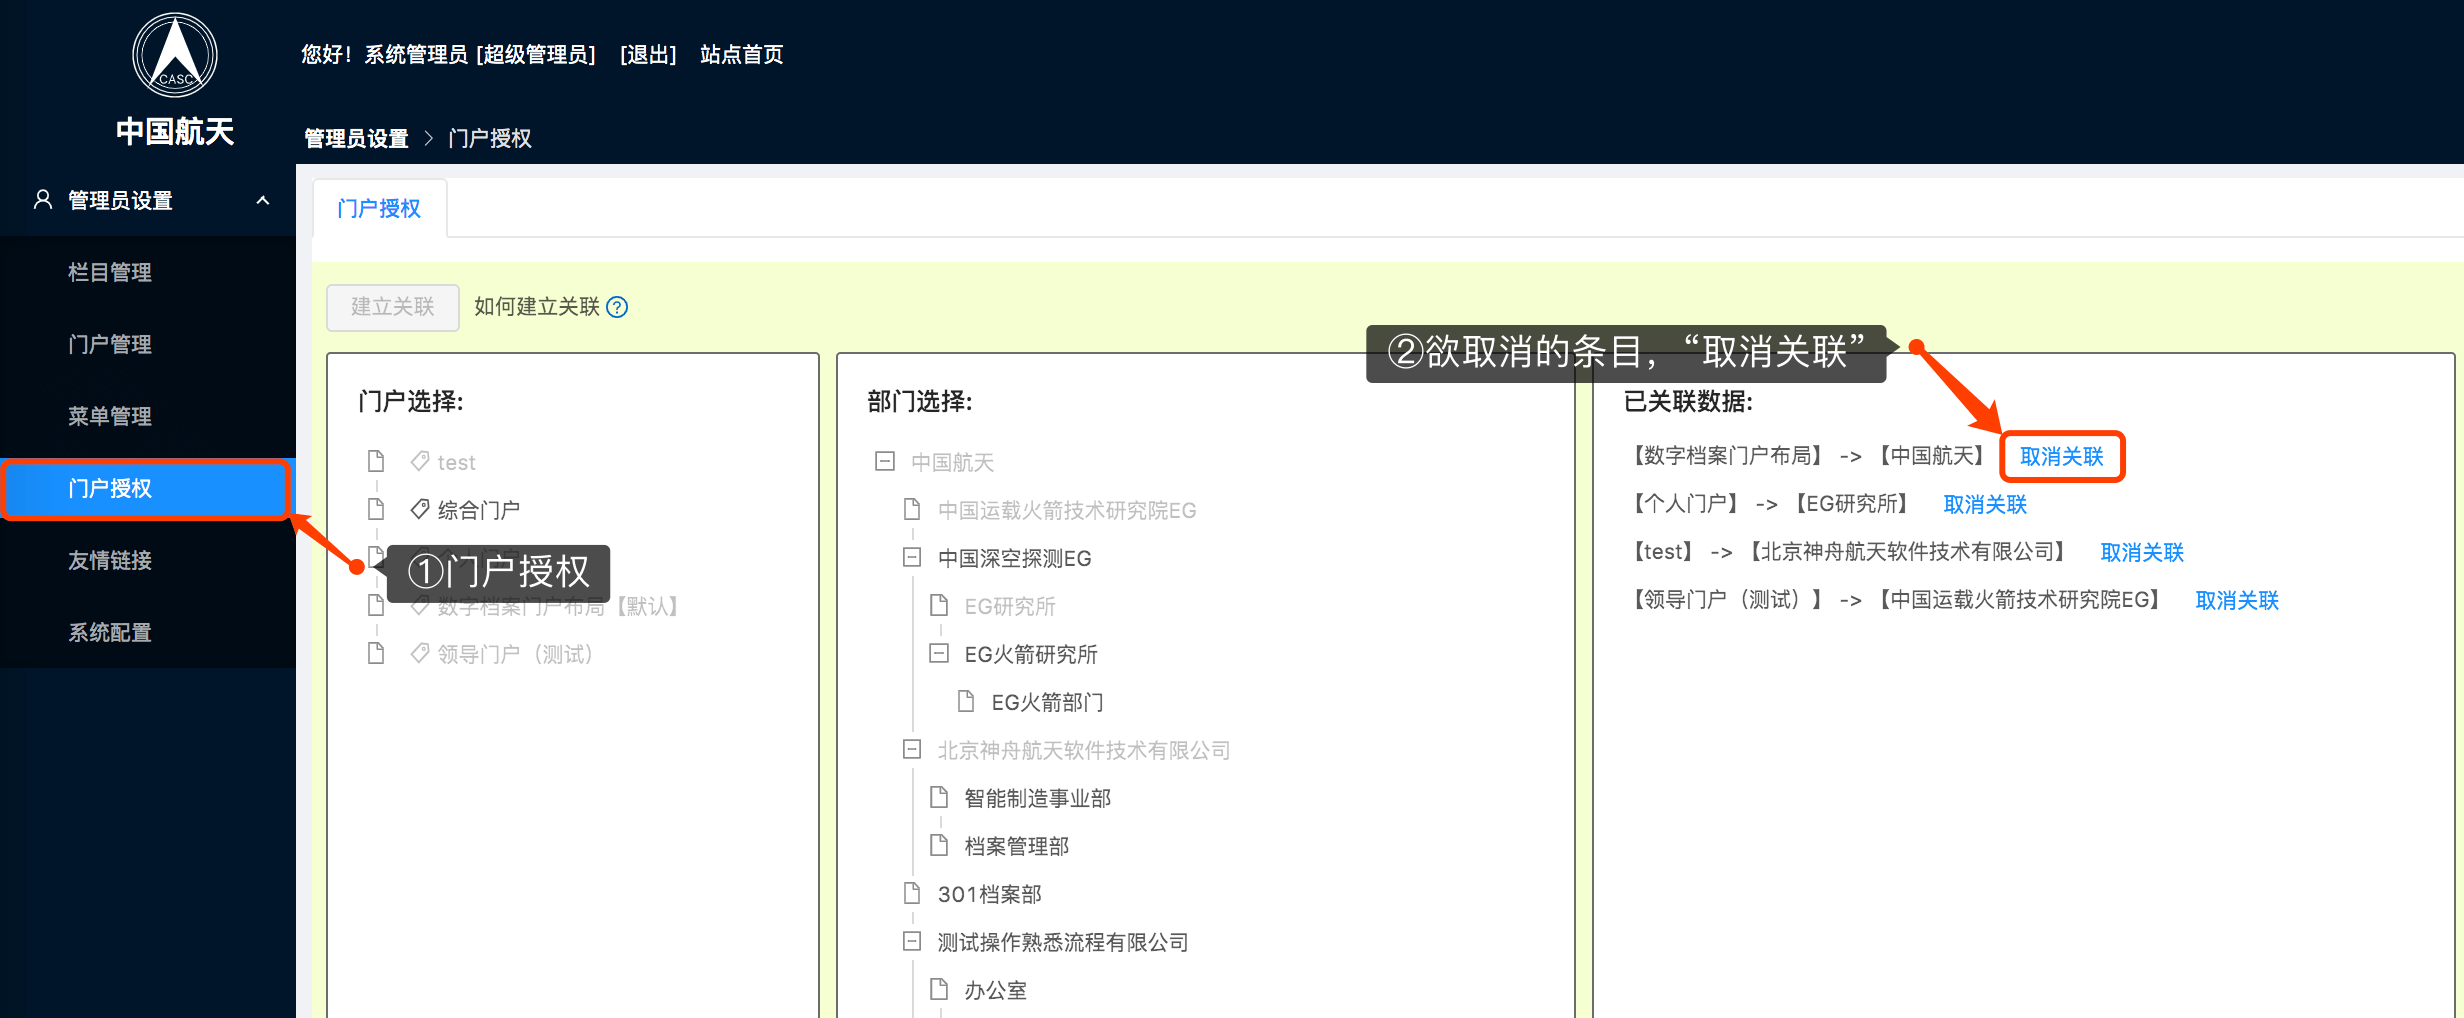 CASC
中国航天
您好！系统管理员 [超级管理员] [退出] 站点首页
管理员设置 > 门户授权
管理员设置
栏目管理
门户管理
菜单管理
门户授权
友情链接
系统配置
门户授权
建立关联 如何建立关联 ?
①门户授权
②欲取消的条目，“取消关联”
门户选择:
test
综合门户
数字档案门户布局【默认】
领导门户（测试）
部门选择:
中国航天
中国运载火箭技术研究院EG
中国深空探测EG
EG研究所
EG火箭研究所
EG火箭部门
北京神舟航天软件技术有限公司
智能制造事业部
档案管理部
301档案部
测试操作熟悉流程有限公司
办公室
已关联数据:
【数字档案门户布局】 -> 【中国航天】 取消关联
【个人门户】 -> 【EG研究所】 取消关联
【test】 -> 【北京神舟航天软件技术有限公司】 取消关联
【领导门户（测试）】 -> 【中国运载火箭技术研究院EG】 取消关联